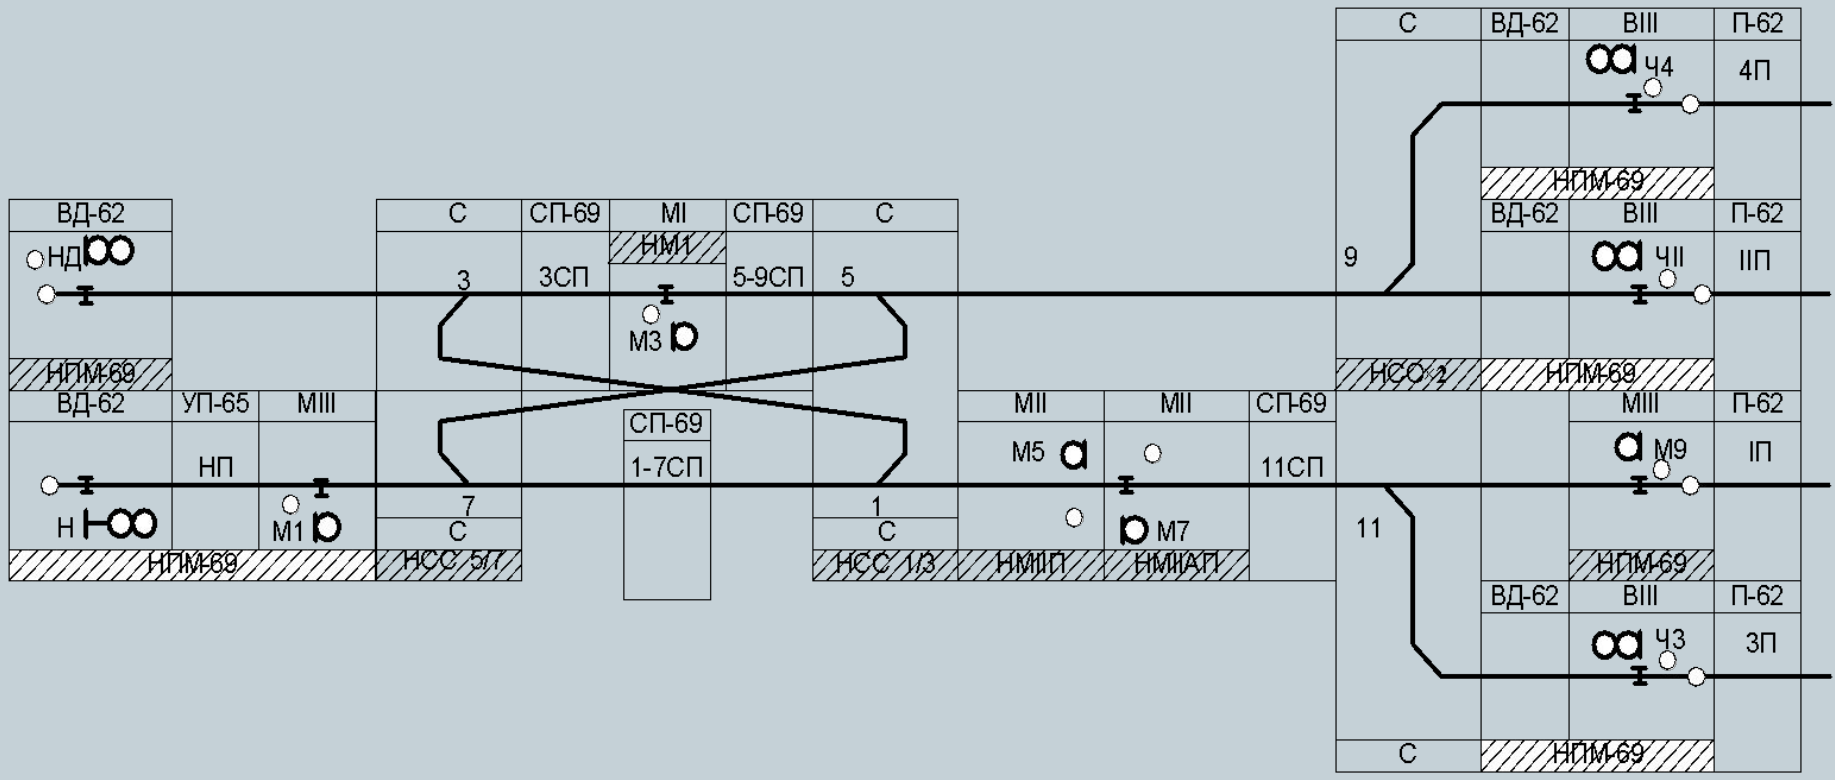 С ВД-62 ВIII П-62
Ч4 4П
НПМ-69
ВД-62 С СП-69 МI СП-69 С ВД-62 ВIII П-62
НД НМ1 9 ЧII IIП
3 3СП 5-9СП 5
М3
НПМ-69 НСО×2 НПМ-69
ВД-62 УП-65 МIII МII МII СП-69 МIII П-62
СП-69
НП 1-7СП М5 11СП М9 IП
7 1
Н М1 С С М7 11
НПМ-69 НСС 5/7 НСС 1/3 НМIIП НМIIАП НПМ-69
ВД-62 ВIII П-62
Ч3 3П
С НПМ-69